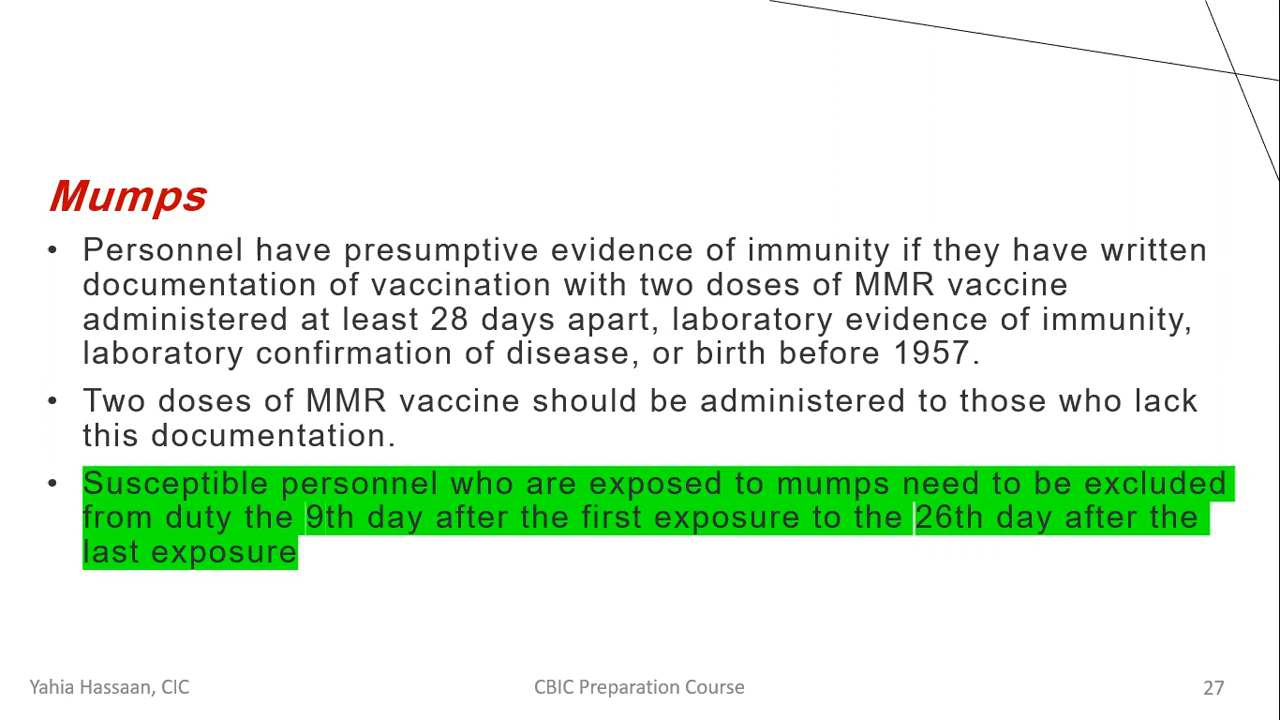 Mumps
• Personnel have presumptive evidence of immunity if they have written
documentation of vaccination with two doses of MMR vaccine
administered at least 28 days apart, laboratory evidence of immunity,
laboratory confirmation of disease, or birth before 1957.
• Two doses of MMR vaccine should be administered to those who lack
this documentation.
• Susceptible personnel who are exposed to mumps need to be excluded
from duty the 9th day after the first exposure to the 26th day after the
last exposure
Yahia Hassaan, CIC
CBIC Preparation Course
27